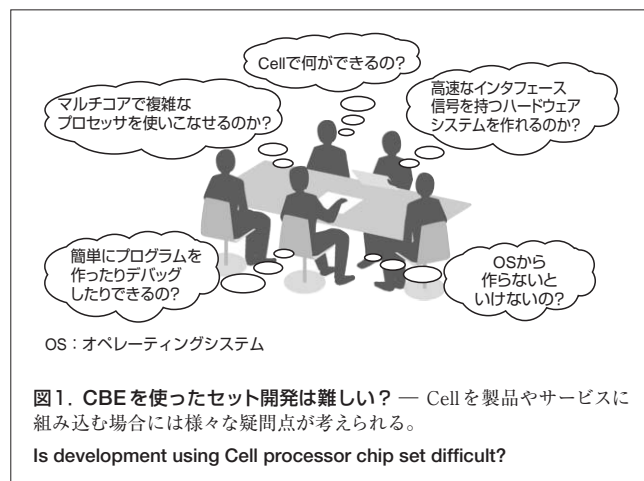 Cellで何ができるの?
マルチコアで複雑な
プロセッサを使いこなせるのか?
高速なインタフェース
信号を持つハードウェア
システムを作れるのか?
簡単にプログラムを
作ったりデバッグ
したりできるの?
OSから
作らないと
いけないの?
OS:オペレーティングシステム
図1. CBEを使ったセット開発は難しい? — Cellを製品やサービスに
組み込む場合には様々な疑問点が考えられる。
Is development using Cell processor chip set difficult?